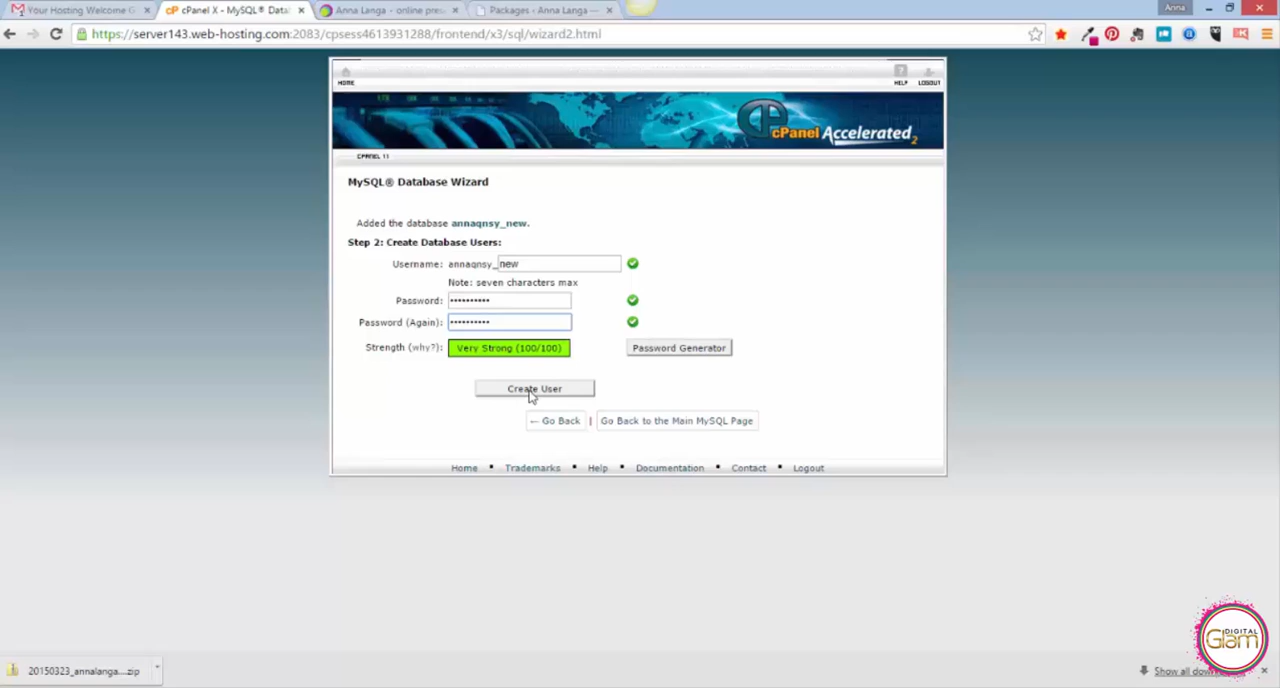 Your Hosting Welcome G
cP cPanel X - MySQL® Data
Anna Langa - online pres
Packages - Anna Langa —
Anna
https://server143.web-hosting.com:2083/cpsess4613931288/frontend/x3/sql/wizard2.html
HOME
HELP LOGOUT
cPanel Accelerated2
CPANEL 11
MySQL® Database Wizard
Added the database annaqnsy_new.
Step 2: Create Database Users:
Username: annaqnsy_new
Note: seven characters max
Password: ••••••••••
Password (Again): ••••••••••
Strength (why?): Very Strong (100/100) Password Generator
Create User
← Go Back | Go Back to the Main MySQL Page
Home ▪ Trademarks ▪ Help ▪ Documentation ▪ Contact ▪ Logout
DIGITAL
Glam
20150323_annalanga....zip
Show all